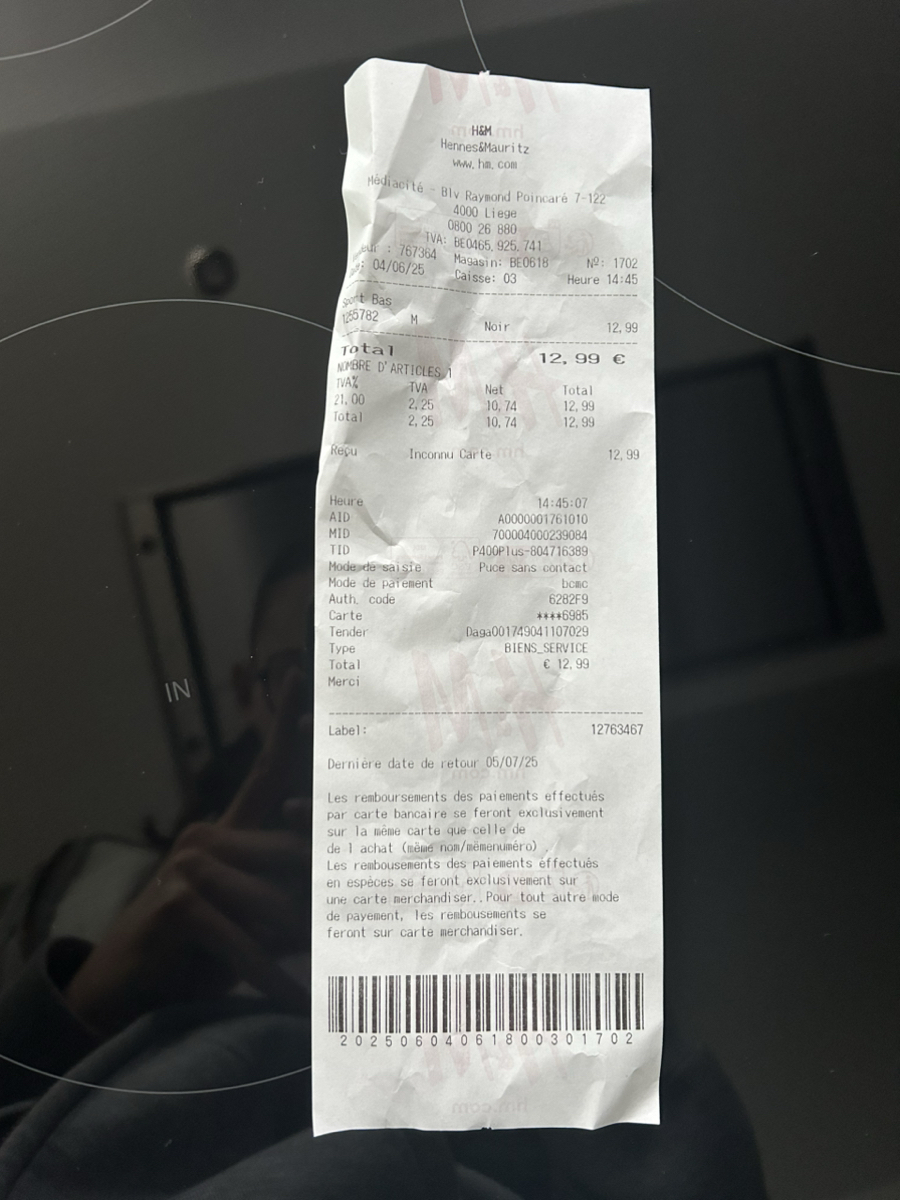 H&M
Hennes&Mauritz
www.hm.com
Médiacité - Blv Raymond Poincaré 7-122
4000 Liege
0800 26 880
TVA: BE0465.925.741
: 767364 Magasin: BE0618 Nº: 1702
: 04/06/25 Caisse: 03 Heure 14:45
Sport Bas
1255782 M Noir 12,99
Total 12,99 €
NOMBRE D'ARTICLES 1
TVA% TVA Net Total
21,00 2,25 10,74 12,99
Total 2,25 10,74 12,99
Reçu Inconnu Carte 12,99
Heure 14:45:07
AID A0000001761010
MID 700004000239084
TID P400Plus-804716389
Mode de saisie Puce sans contact
Mode de paiement bcmc
Auth. code 6282F9
Carte ****6985
Tender Daga001749041107029
Type BIENS_SERVICE
Total € 12,99
Merci
Label: 12763467
Dernière date de retour 05/07/25
Les remboursements des paiements effectués
par carte bancaire se feront exclusivement
sur la même carte que celle de
de l achat (même nom/mêmenuméro)
Les rembousements des paiements effectués
en espèces se feront exclusivement sur
une carte merchandiser..Pour tout autre mode
de payement, les rembousements se
feront sur carte merchandiser.
20250604061800301702
IN